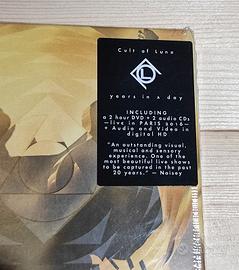 Cult of Luna
years in a day
INCLUDING
a 2 hour DVD + 2 audio CDs
—live in PARIS 2016—
+ Audio and Video in
digital HD
"An outstanding visual,
musical and sensory
experience. One of the
most beautiful live shows
to be captured in the past
20 years." — Noisey